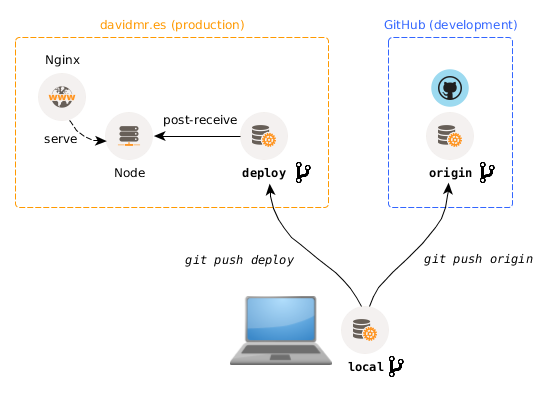 davidmr.es (production)
GitHub (development)
Nginx
www
serve
post-receive
Node
deploy
origin
git push deploy
git push origin
local